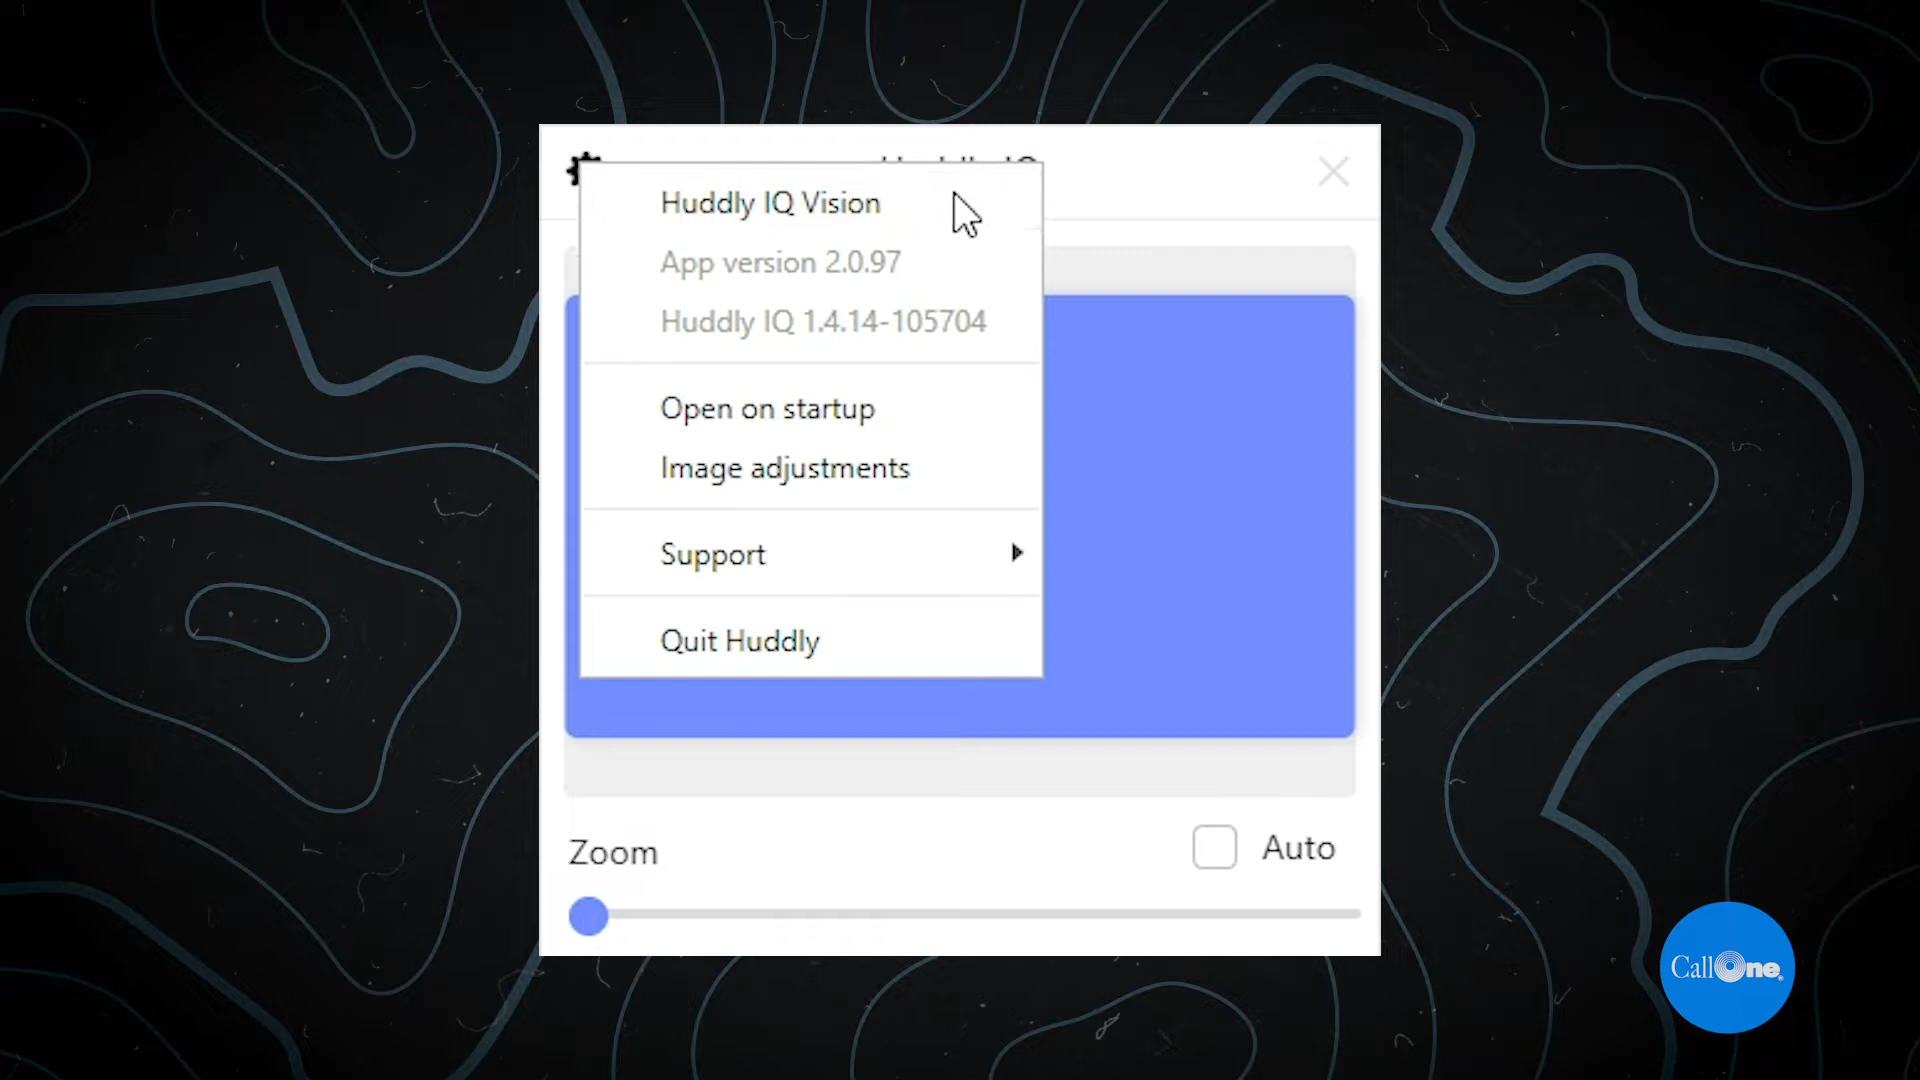 Huddly IQ Vision
App version 2.0.97
Huddly IQ 1.4.14-105704
Open on startup
Image adjustments
Support
Quit Huddly
Zoom
Auto
CallOne